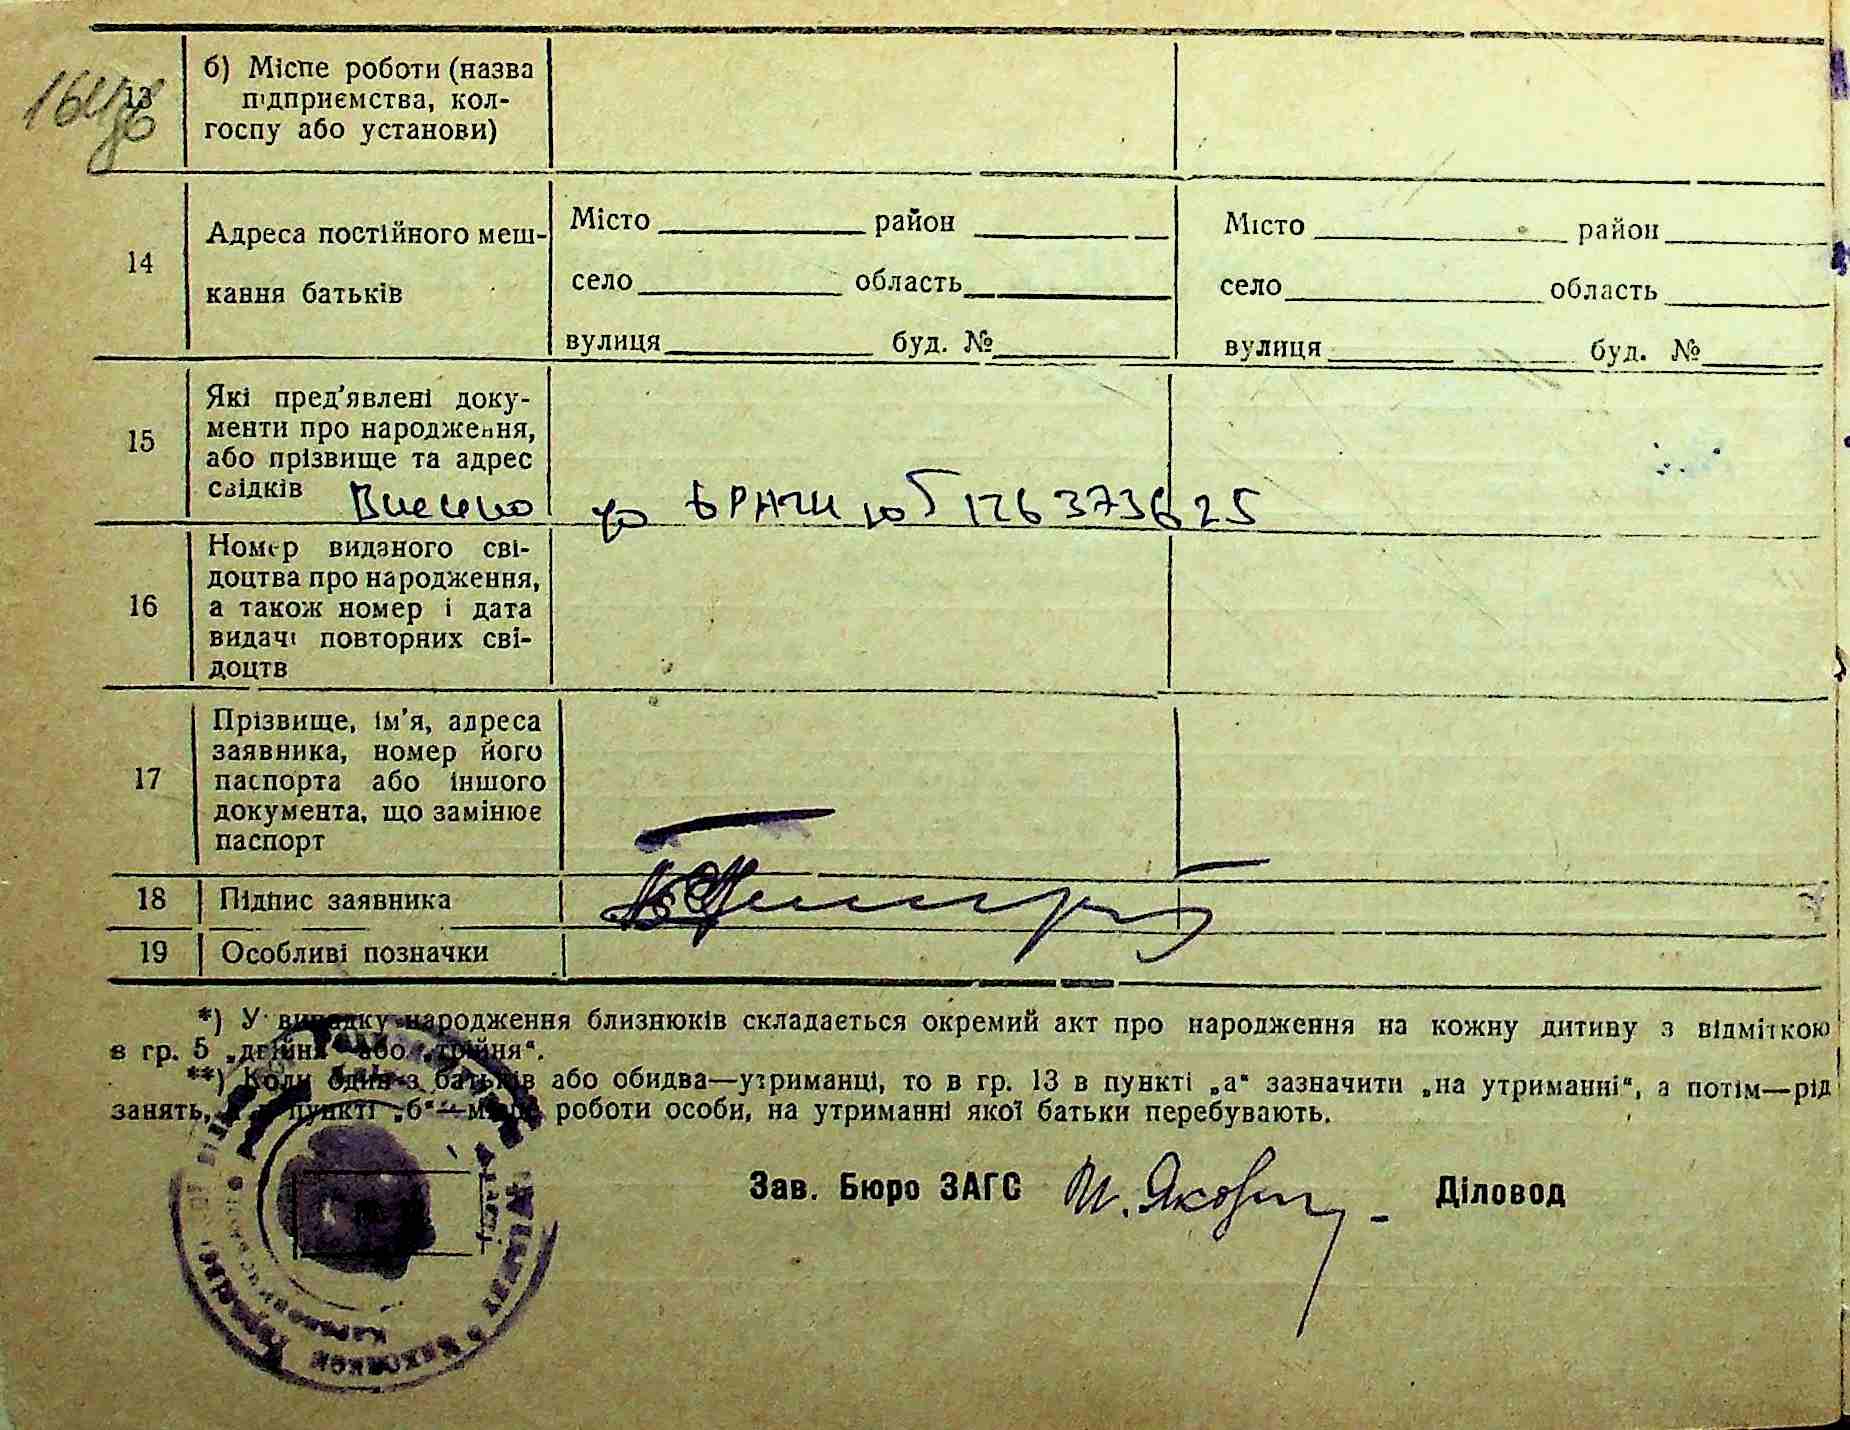 13 б) Місце роботи (назва
підприємства, кол-
госпу або установи)
14 Адреса постійного меш-
кання батьків
Місто район
село область
вулиця буд. №
Місто район
село область
вулиця буд. №
15 Які пред'явлені доку-
менти про народження,
або прізвище та адрес
свідків
Внесено до ДРАЦС
16 Номер виданого сві-
доцтва про народження,
а також номер і дата
видачі повторних сві-
доцтв
17 Прізвище, ім'я, адреса
заявника, номер його
паспорта або іншого
документа, що замінює
паспорт
18 Підпис заявника
19 Особливі позначки
*) У випадку народження близнюків складається окремий акт про народження на кожну дитину з відміткою
в гр. 5 „двійня“ або „трійня“.
**) Коли один з батьків або обидва—утриманці, то в гр. 13 в пункті „а“ зазначити „на утриманні“, а потім—рід
занять, а в пункті „б“—місце роботи особи, на утриманні якої батьки перебувають.
Зав. Бюро ЗАГС Діловод